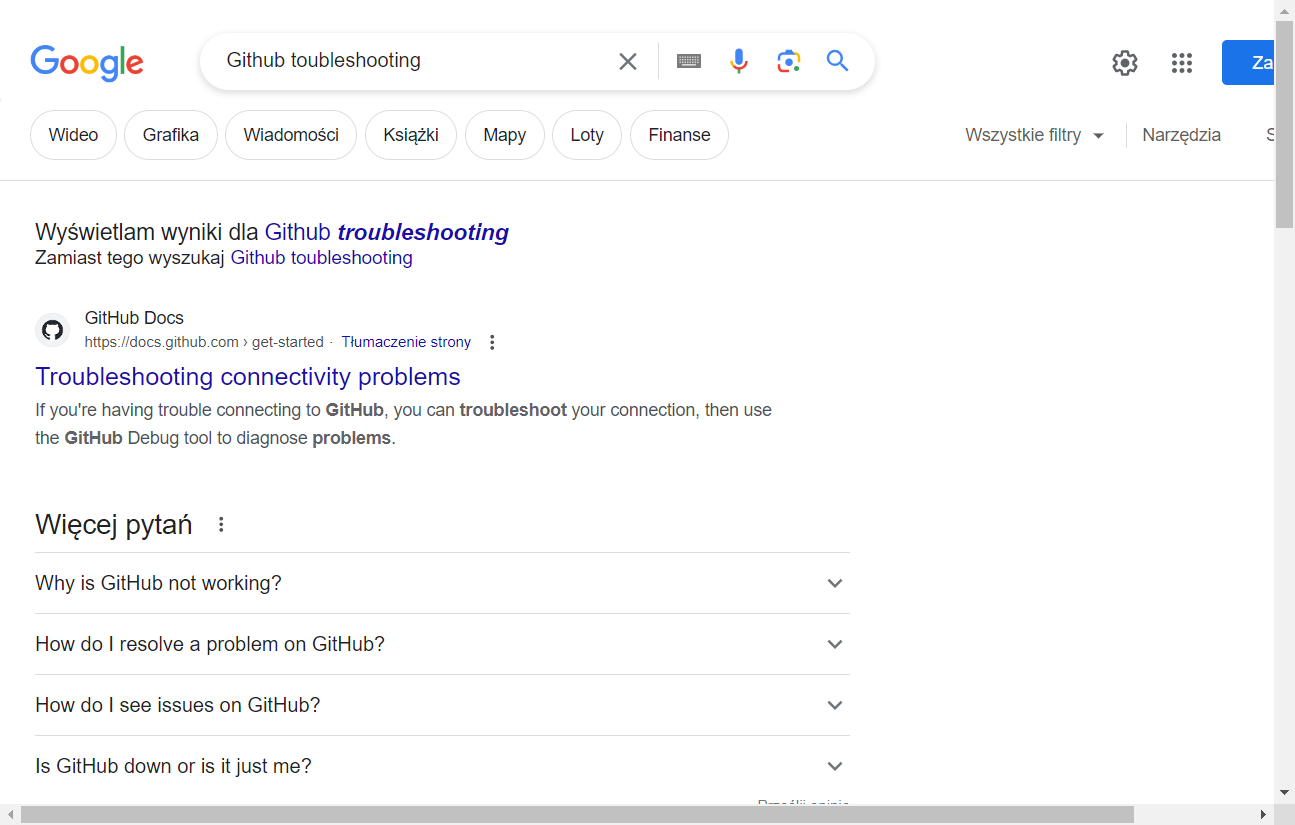 Google
Github toubleshooting
Za
Wideo
Grafika
Wiadomości
Książki
Mapy
Loty
Finanse
Wszystkie filtry
Narzędzia
S
Wyświetlam wyniki dla Github troubleshooting
Zamiast tego wyszukaj Github toubleshooting
GitHub Docs
https://docs.github.com › get-started · Tłumaczenie strony
Troubleshooting connectivity problems
If you're having trouble connecting to GitHub, you can troubleshoot your connection, then use
the GitHub Debug tool to diagnose problems.
Więcej pytań
Why is GitHub not working?
How do I resolve a problem on GitHub?
How do I see issues on GitHub?
Is GitHub down or is it just me?